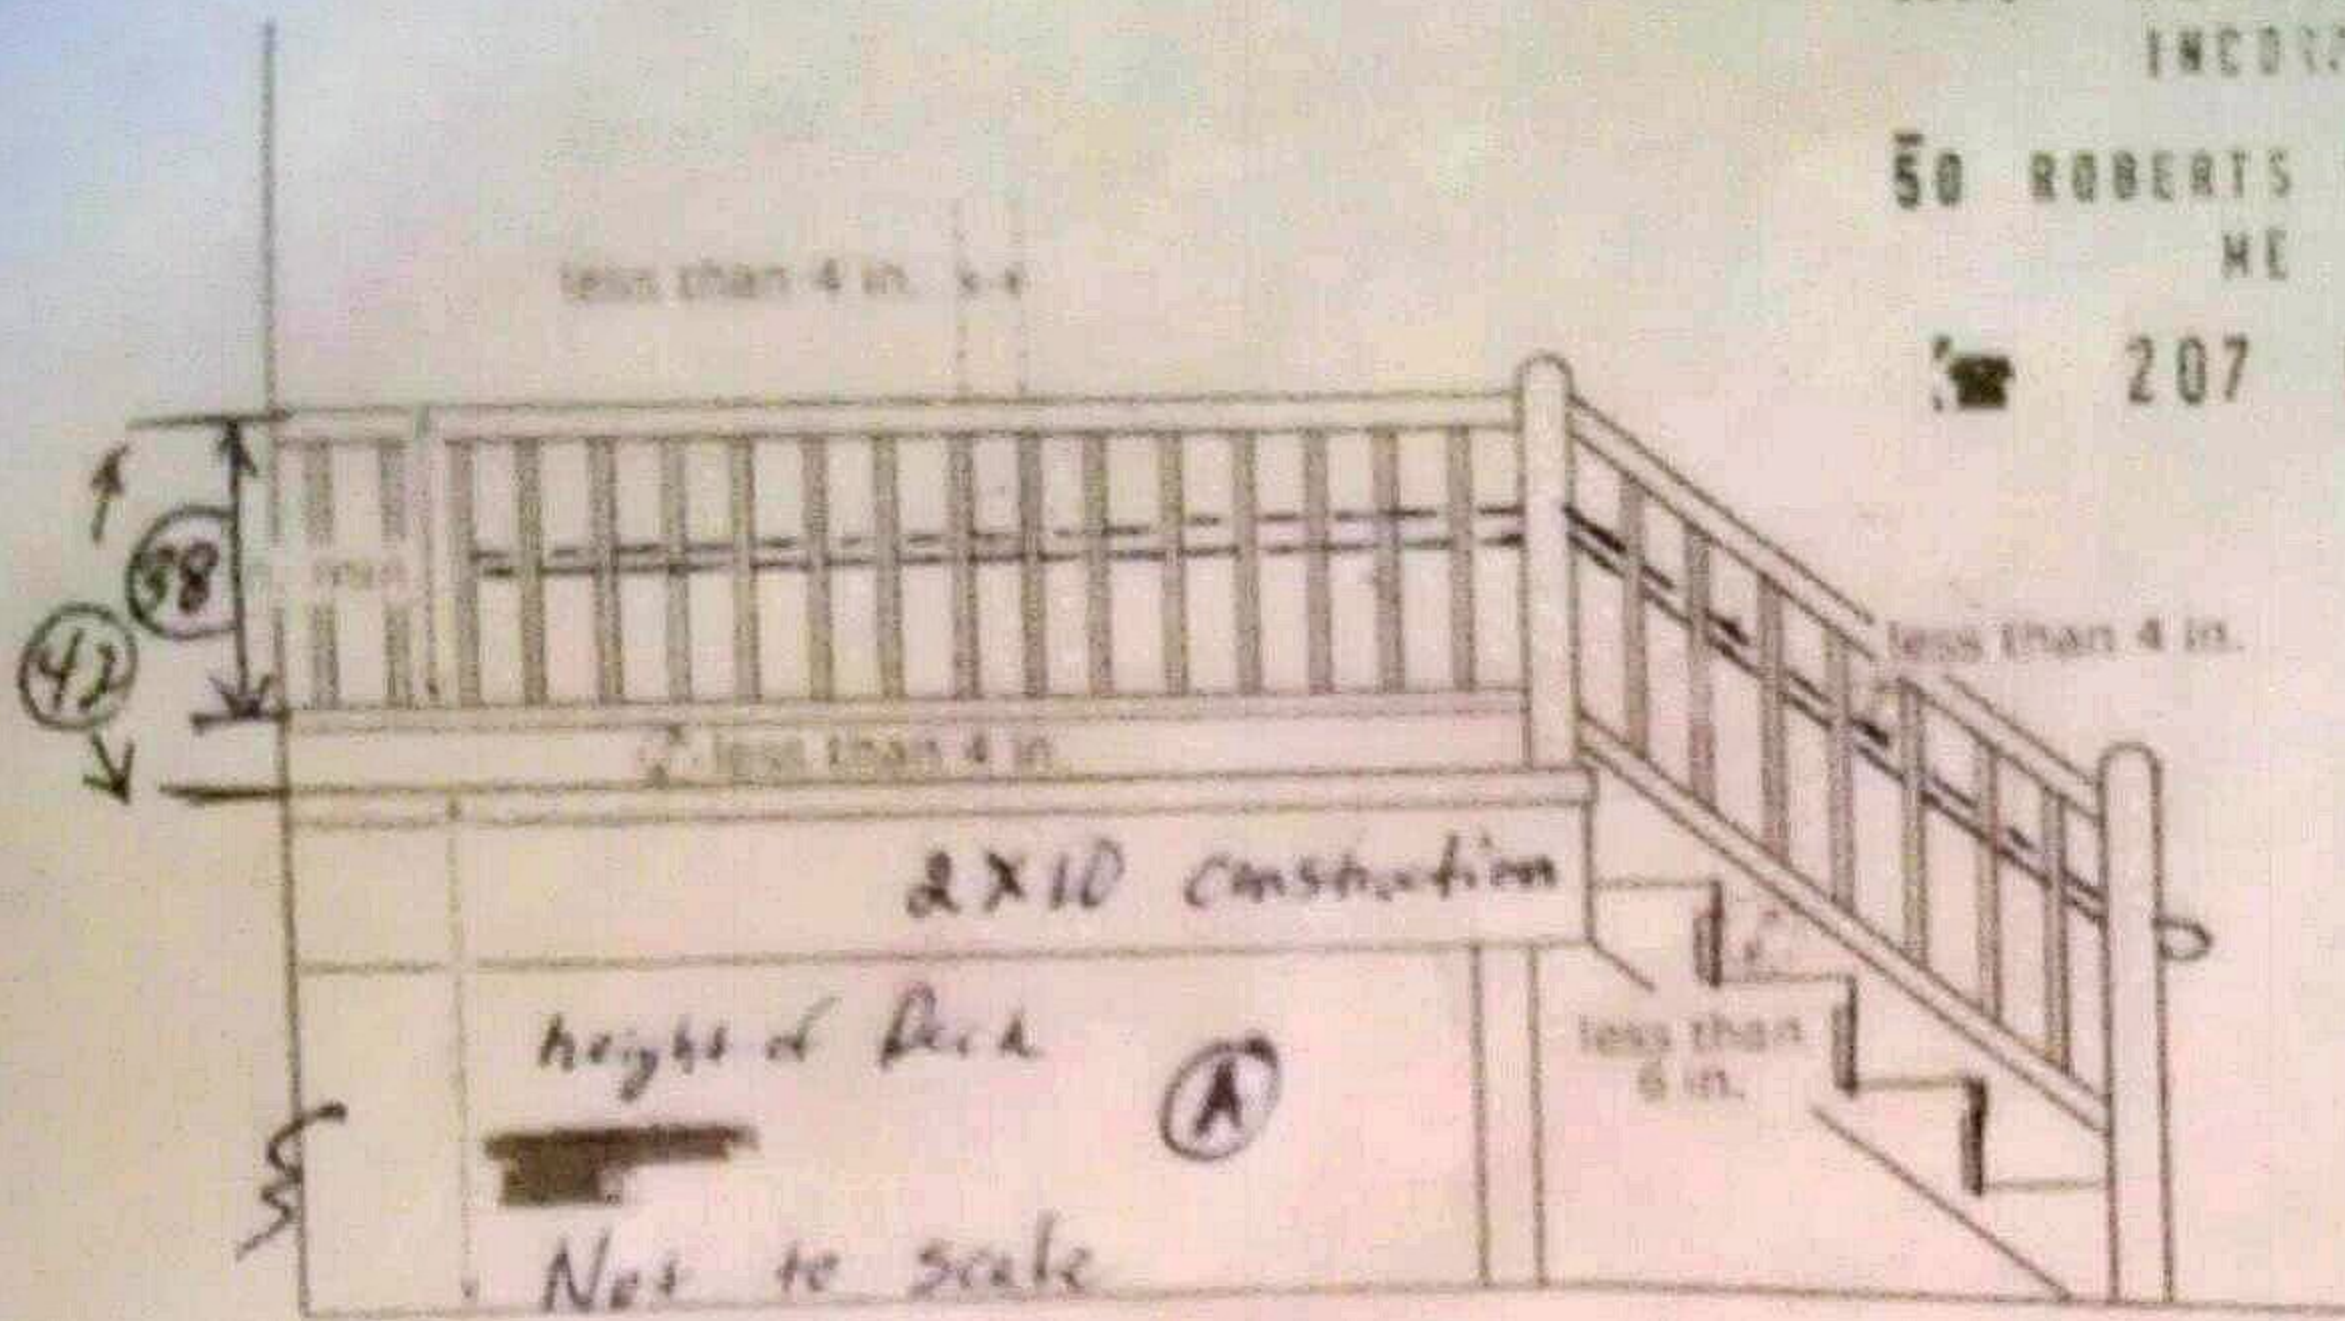 50 ROBERTS
ME
207
less than 4 in.
38
42
less than 4 in.
less than 4 in.
2X10 Construction
height of Deck
A
less than
6 in.
Not to scale